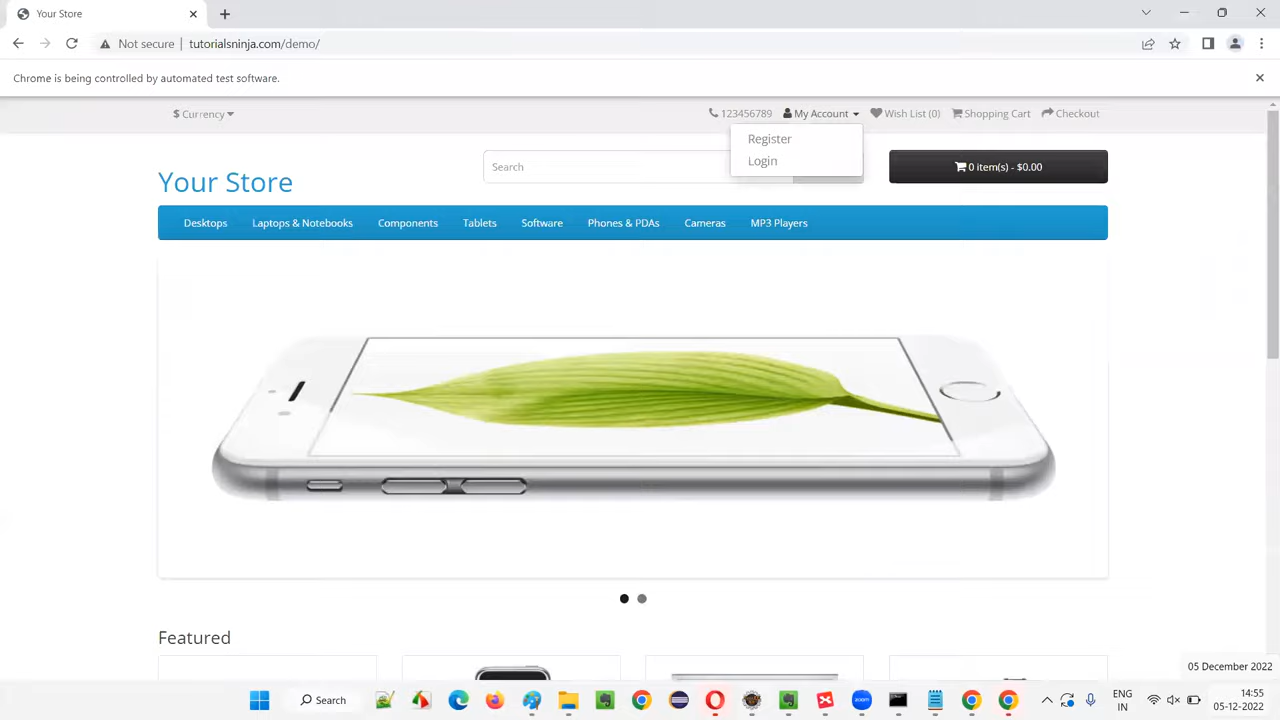 Your Store
Not secure
tutorialsninja.com/demo/
Chrome is being controlled by automated test software.
$ Currency
123456789
My Account
Wish List (0)
Shopping Cart
Checkout
Register
Login
Your Store
Search
0 item(s) - $0.00
Desktops
Laptops & Notebooks
Components
Tablets
Software
Phones & PDAs
Cameras
MP3 Players
Featured
05 December 2022
Search
zoom
ENG
IN
14:55
05-12-2022